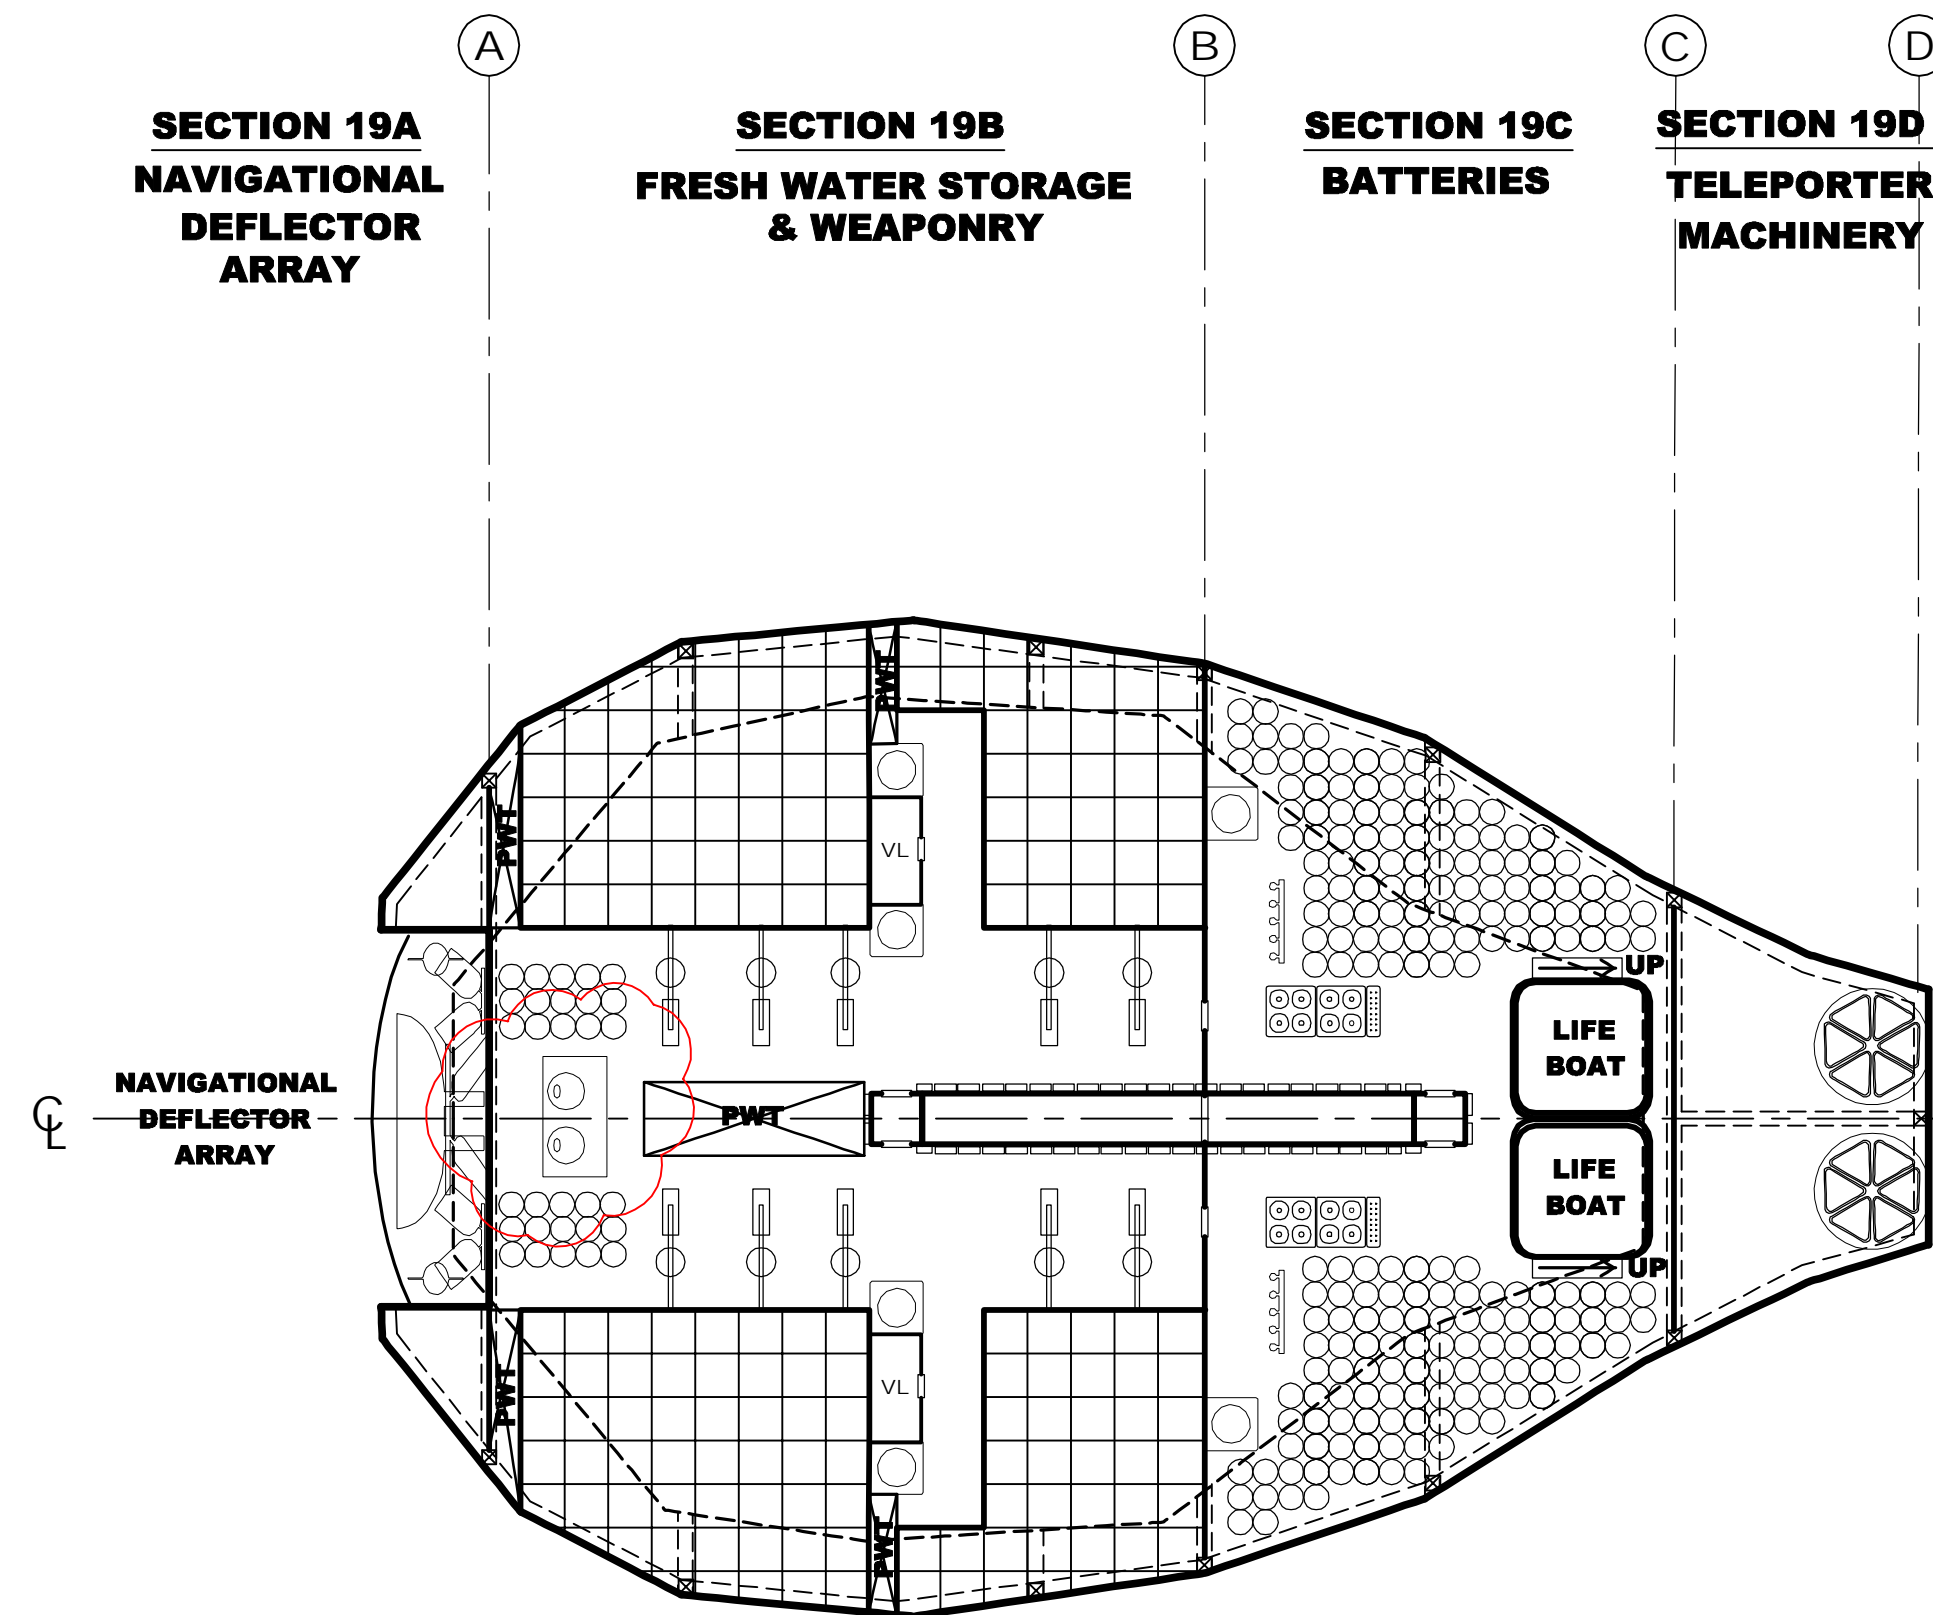 A
B
C
D
SECTION 19A
NAVIGATIONAL
DEFLECTOR
ARRAY
SECTION 19B
FRESH WATER STORAGE
& WEAPONRY
SECTION 19C
BATTERIES
SECTION 19D
TELEPORTER
MACHINERY
PWT
PWT
VL
UP
LIFE
BOAT
NAVIGATIONAL
DEFLECTOR
ARRAY
CL
PWT
LIFE
BOAT
UP
VL
PWT
PWT